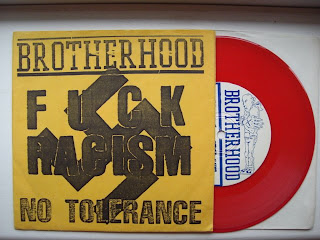 BROTHERHOOD
FUCK
RACISM
NO TOLERANCE
BROTHERHOOD